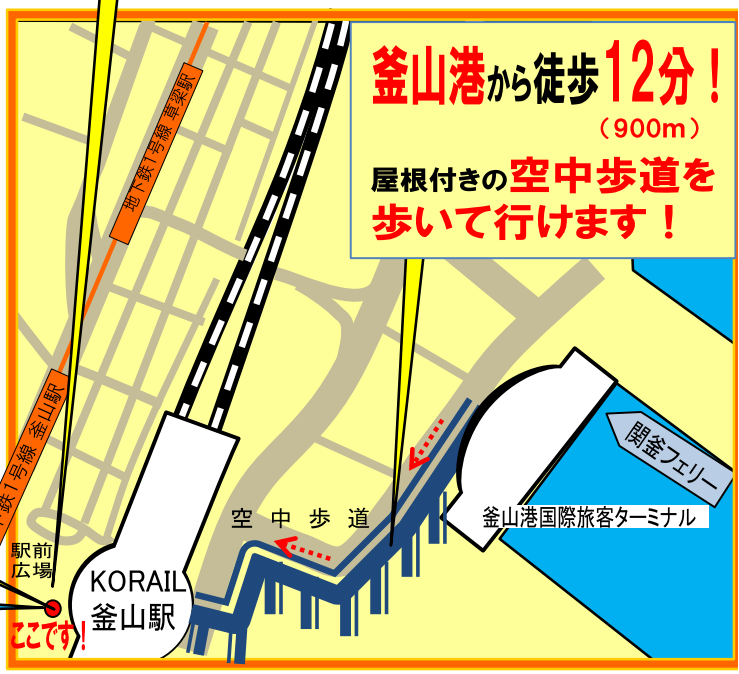 釜山港から徒歩12分！
（900m）
屋根付きの空中歩道を
歩いて行けます！
地下鉄1号線 草梁駅
下鉄1号線 釜山駅
関釜フェリー
釜山港国際旅客ターミナル
空中歩道
駅前
広場
KORAIL
釜山駅
ここです！